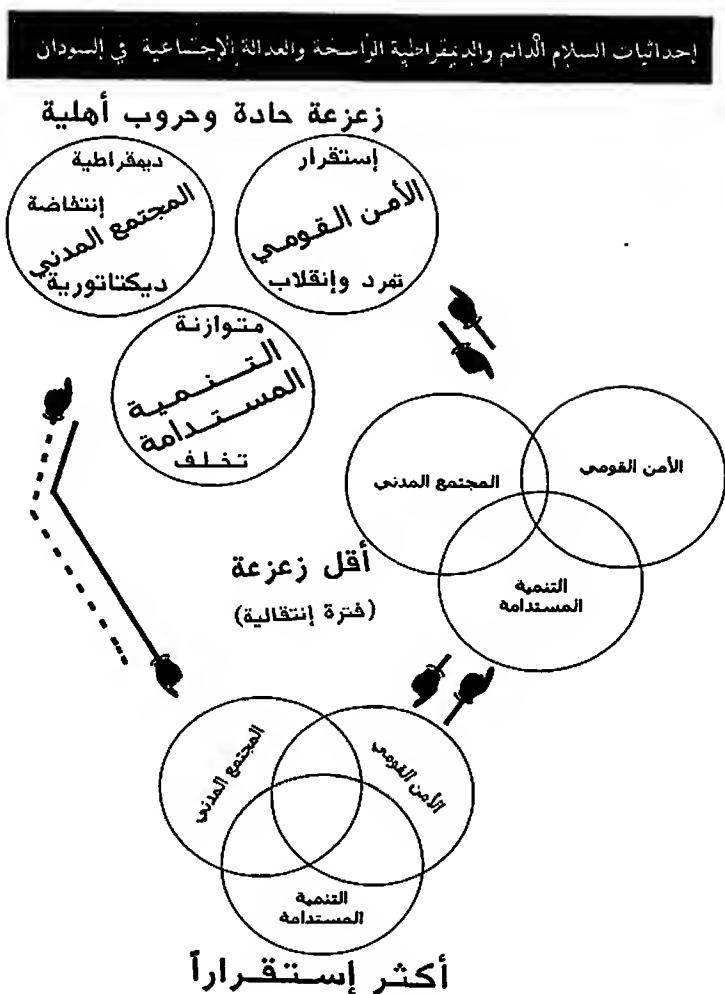 إحداثيات السلام الدائم والديمقراطية الراسخة والعدالة الإجتماعية في السودان
زعزعة حادة وحروب أهلية
إستقرار
الأمن القومي
تمرد وإنقلاب
ديمقراطية
إنتفاضة
المجتمع المدني
ديكتاتورية
متوازنة
التنمية
المستدامة
تخلف
الأمن القومي
المجتمع المدني
التنمية
المستدامة
أقل زعزعة
(فترة إنتقالية)
الأمن القومي
المجتمع المدني
التنمية
المستدامة
أكثر إستقراراً